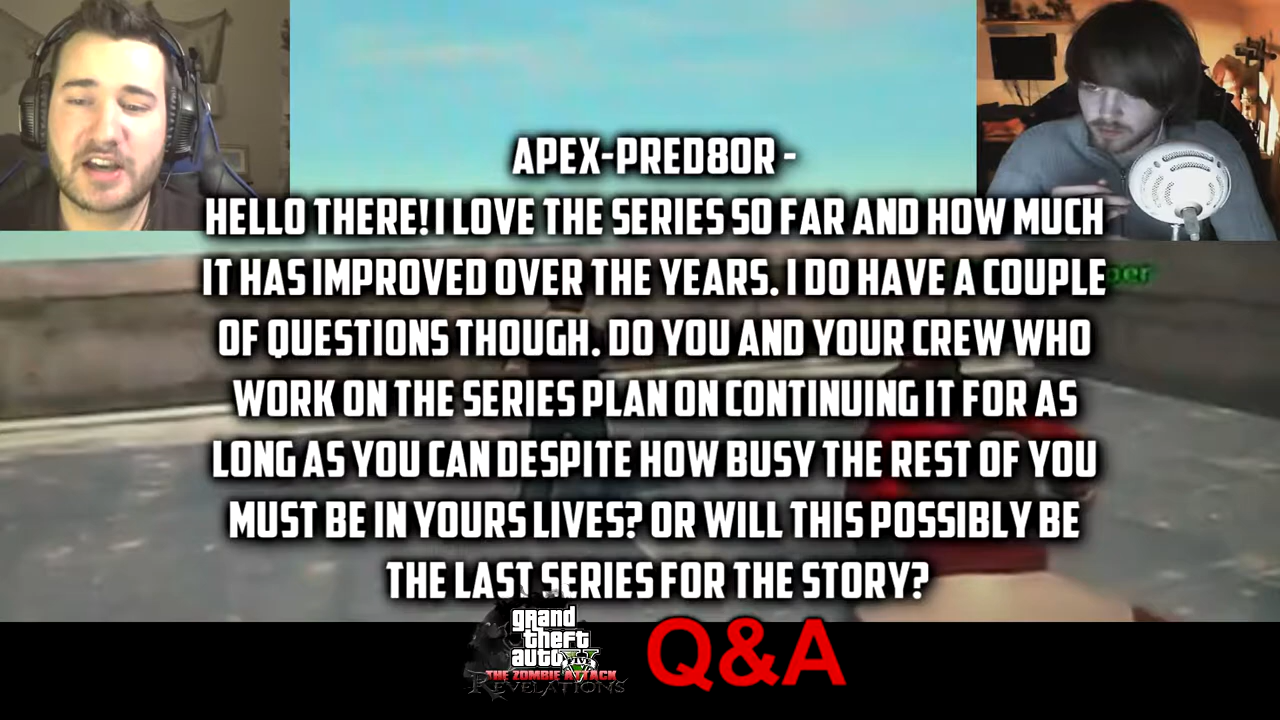 APEX-PRED80R -
HELLO THERE! I LOVE THE SERIES SO FAR AND HOW MUCH
IT HAS IMPROVED OVER THE YEARS. I DO HAVE A COUPLE
OF QUESTIONS THOUGH. DO YOU AND YOUR CREW WHO
WORK ON THE SERIES PLAN ON CONTINUING IT FOR AS
LONG AS YOU CAN DESPITE HOW BUSY THE REST OF YOU
MUST BE IN YOURS LIVES? OR WILL THIS POSSIBLY BE
THE LAST SERIES FOR THE STORY?
grand
theft
auto V
FIVE
THE ZOMBIE ATTACK
REVELATIONS
Q&A